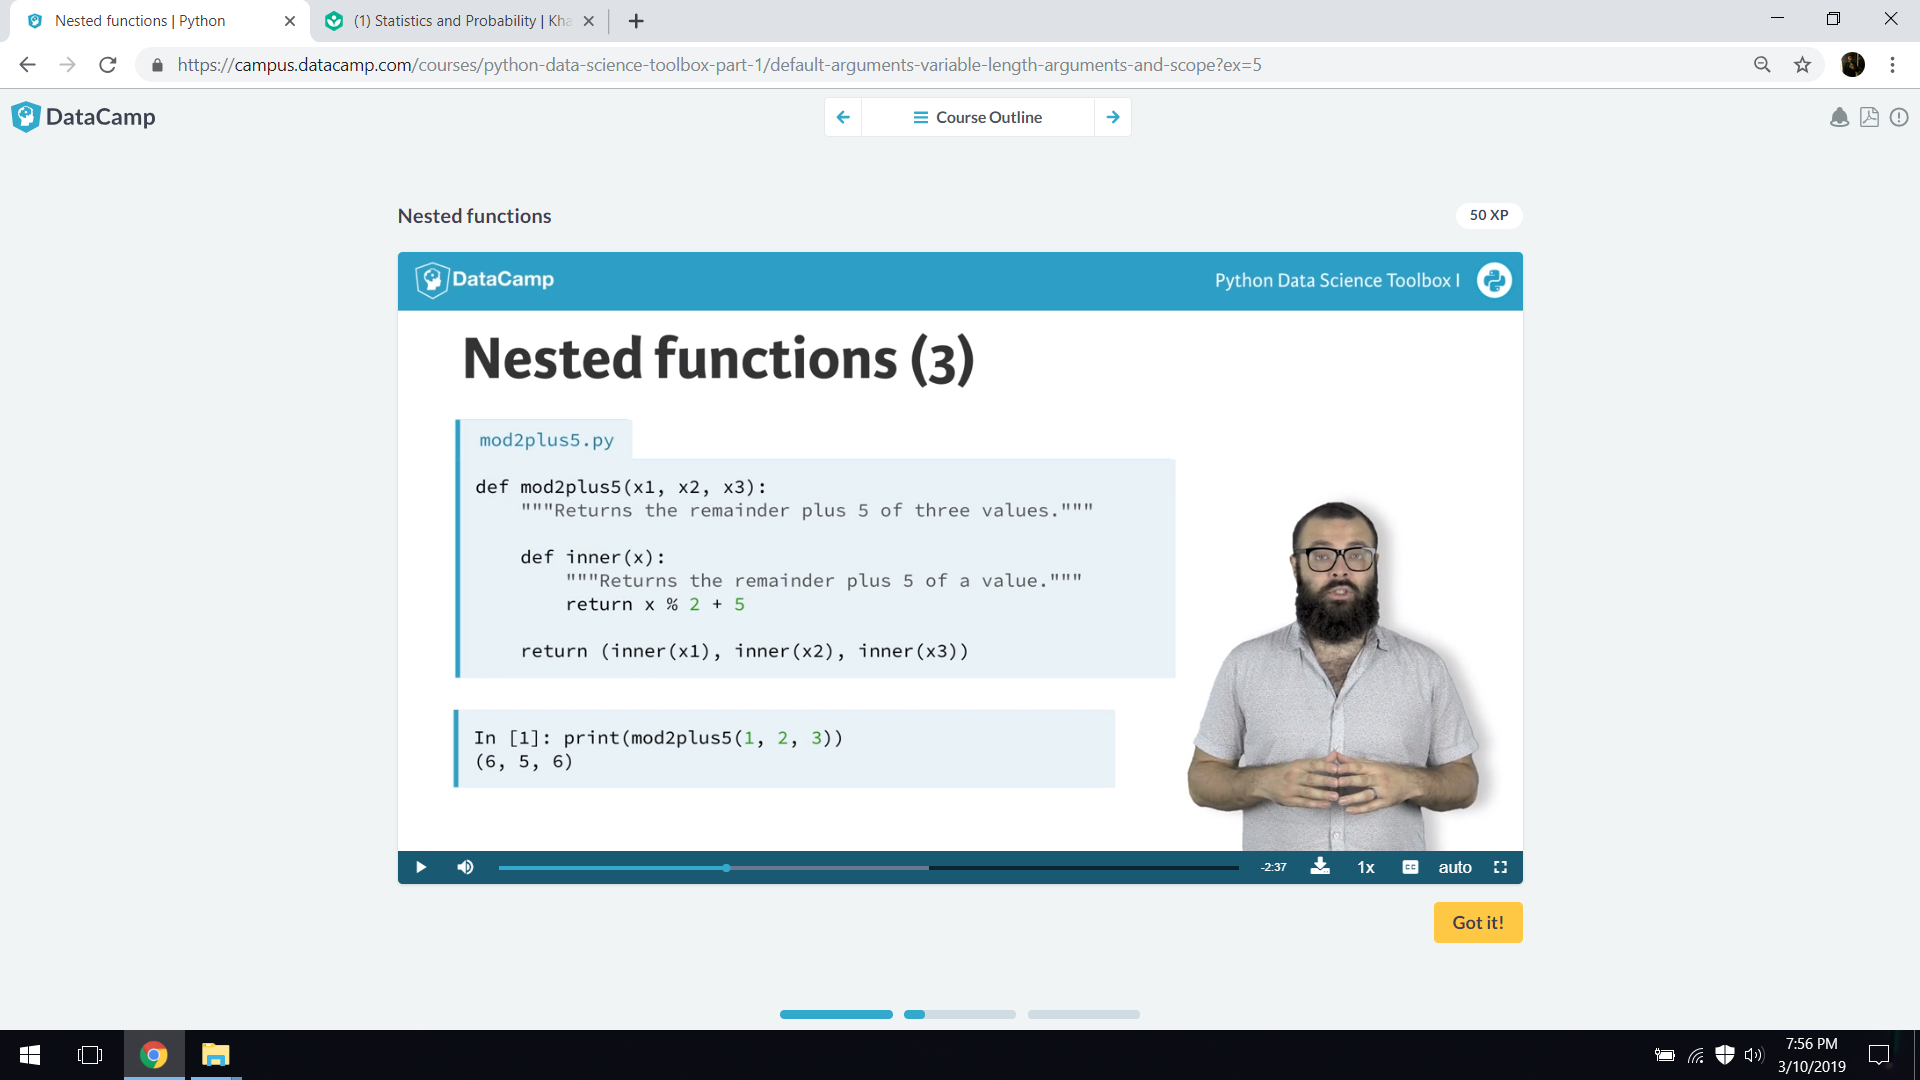 Nested functions | Python
(1) Statistics and Probability | Kha
https://campus.datacamp.com/courses/python-data-science-toolbox-part-1/default-arguments-variable-length-arguments-and-scope?ex=5
DataCamp
Course Outline
Nested functions
50 XP
DataCamp
Python Data Science Toolbox I
Nested functions (3)
mod2plus5.py
def mod2plus5(x1, x2, x3):
"""Returns the remainder plus 5 of three values."""
def inner(x):
"""Returns the remainder plus 5 of a value."""
return x % 2 + 5
return (inner(x1), inner(x2), inner(x3))
In [1]: print(mod2plus5(1, 2, 3))
(6, 5, 6)
-2:37
1x
CC
auto
Got it!
7:56 PM
3/10/2019